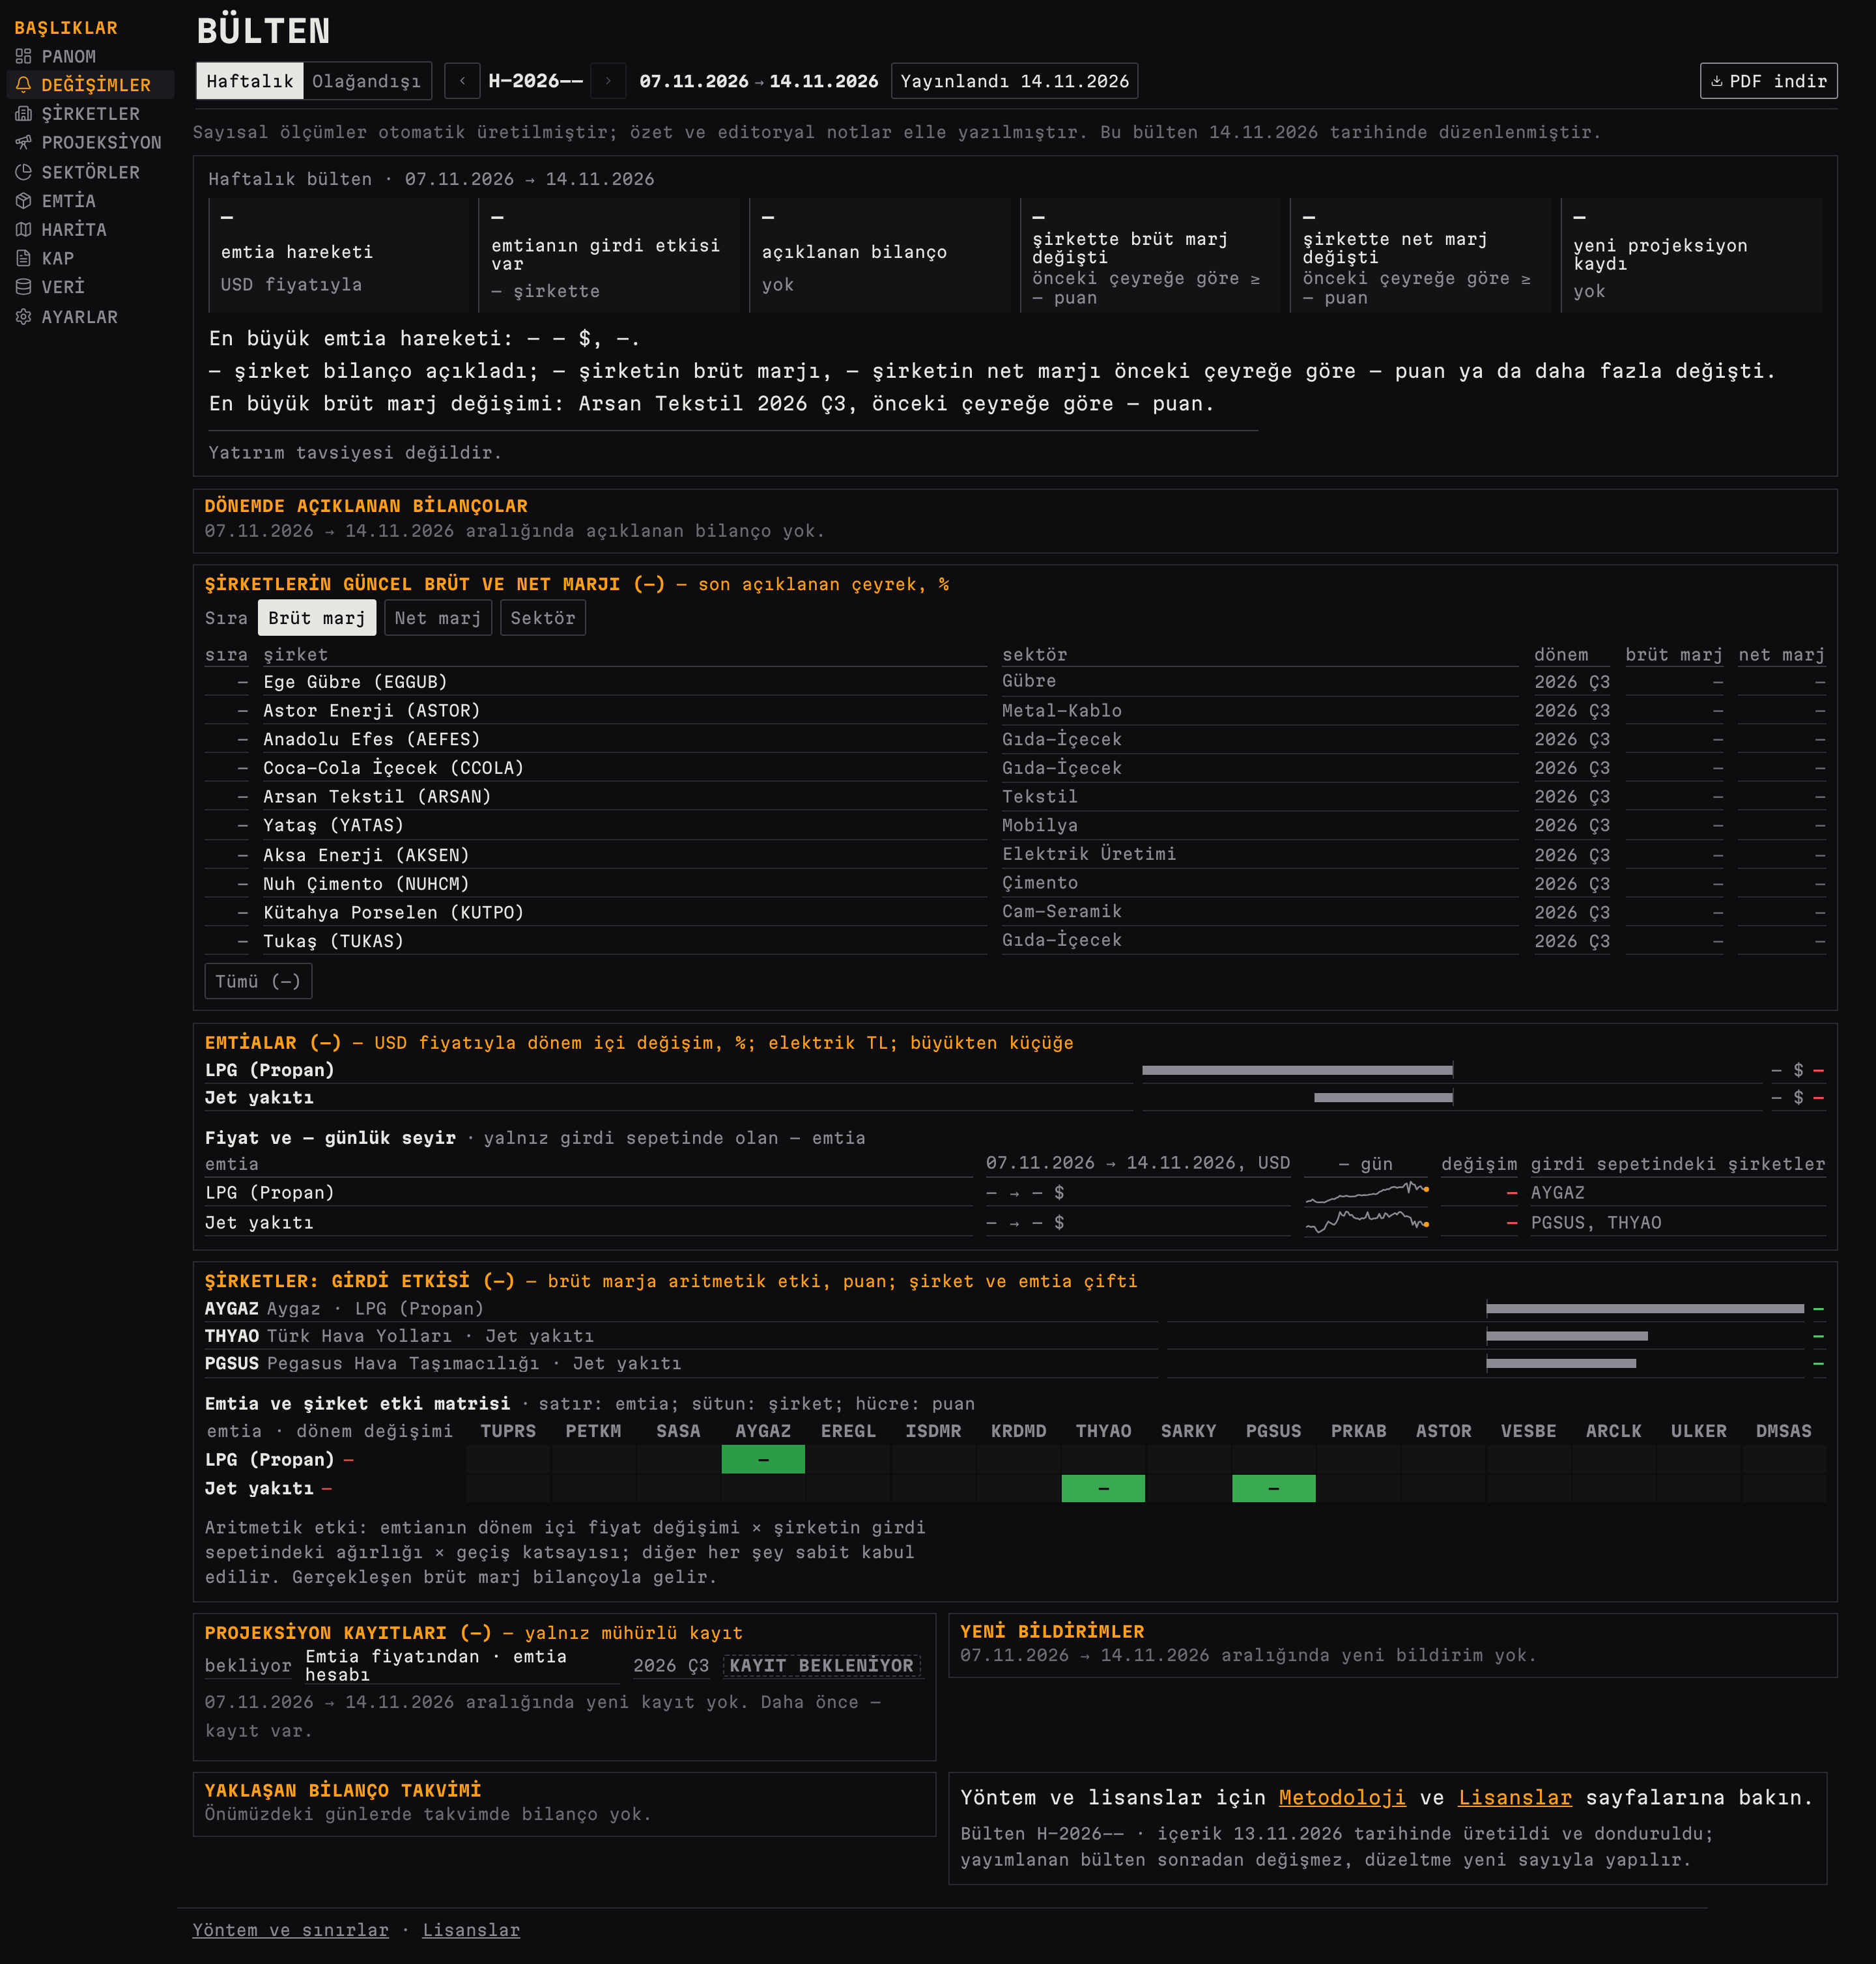 BAŞLIKLAR
PANOM
DEĞİŞİMLER
ŞİRKETLER
PROJEKSİYON
SEKTÖRLER
EMTİA
HARİTA
KAP
VERİ
AYARLAR
BÜLTEN
Haftalık Olağandışı ‹ H-2026-— › 07.11.2026 → 14.11.2026 Yayınlandı 14.11.2026 PDF indir
Sayısal ölçümler otomatik üretilmiştir; özet ve editoryal notlar elle yazılmıştır. Bu bülten 14.11.2026 tarihinde düzenlenmiştir.
Haftalık bülten · 07.11.2026 → 14.11.2026
—
emtia hareketi
USD fiyatıyla
—
emtianın girdi etkisi
var
— şirkette
—
açıklanan bilanço
yok
—
şirkette brüt marj
değişti
önceki çeyreğe göre ≥
— puan
—
şirkette net marj
değişti
önceki çeyreğe göre ≥
— puan
—
yeni projeksiyon
kaydı
yok
En büyük emtia hareketi: — — $, —.
— şirket bilanço açıkladı; — şirketin brüt marjı, — şirketin net marjı önceki çeyreğe göre — puan ya da daha fazla değişti.
En büyük brüt marj değişimi: Arsan Tekstil 2026 Ç3, önceki çeyreğe göre — puan.
Yatırım tavsiyesi değildir.
DÖNEMDE AÇIKLANAN BİLANÇOLAR
07.11.2026 → 14.11.2026 aralığında açıklanan bilanço yok.
ŞİRKETLERİN GÜNCEL BRÜT VE NET MARJI (—) — son açıklanan çeyrek, %
Sıra Brüt marj Net marj Sektör
sıra şirket sektör dönem brüt marj net marj
— Ege Gübre (EGGUB) Gübre 2026 Ç3 — —
— Astor Enerji (ASTOR) Metal-Kablo 2026 Ç3 — —
— Anadolu Efes (AEFES) Gıda-İçecek 2026 Ç3 — —
— Coca-Cola İçecek (CCOLA) Gıda-İçecek 2026 Ç3 — —
— Arsan Tekstil (ARSAN) Tekstil 2026 Ç3 — —
— Yataş (YATAS) Mobilya 2026 Ç3 — —
— Aksa Enerji (AKSEN) Elektrik Üretimi 2026 Ç3 — —
— Nuh Çimento (NUHCM) Çimento 2026 Ç3 — —
— Kütahya Porselen (KUTPO) Cam-Seramik 2026 Ç3 — —
— Tukaş (TUKAS) Gıda-İçecek 2026 Ç3 — —
Tümü (—)
EMTİALAR (—) — USD fiyatıyla dönem içi değişim, %; elektrik TL; büyükten küçüğe
LPG (Propan) — $ —
Jet yakıtı — $ —
Fiyat ve — günlük seyir · yalnız girdi sepetinde olan — emtia
emtia 07.11.2026 → 14.11.2026, USD — gün değişim girdi sepetindeki şirketler
LPG (Propan) — → — $ — AYGAZ
Jet yakıtı — → — $ — PGSUS, THYAO
ŞİRKETLER: GİRDİ ETKİSİ (—) — brüt marja aritmetik etki, puan; şirket ve emtia çifti
AYGAZ Aygaz · LPG (Propan) —
THYAO Türk Hava Yolları · Jet yakıtı —
PGSUS Pegasus Hava Taşımacılığı · Jet yakıtı —
Emtia ve şirket etki matrisi · satır: emtia; sütun: şirket; hücre: puan
emtia · dönem değişimi TUPRS PETKM SASA AYGAZ EREGL ISDMR KRDMD THYAO SARKY PGSUS PRKAB ASTOR VESBE ARCLK ULKER DMSAS
LPG (Propan) — —
Jet yakıtı — — —
Aritmetik etki: emtianın dönem içi fiyat değişimi × şirketin girdi
sepetindeki ağırlığı × geçiş katsayısı; diğer her şey sabit kabul
edilir. Gerçekleşen brüt marj bilançoyla gelir.
PROJEKSİYON KAYITLARI (—) — yalnız mühürlü kayıt
bekliyor Emtia fiyatından · emtia
hesabı 2026 Ç3 KAYIT BEKLENİYOR
07.11.2026 → 14.11.2026 aralığında yeni kayıt yok. Daha önce —
kayıt var.
YENİ BİLDİRİMLER
07.11.2026 → 14.11.2026 aralığında yeni bildirim yok.
YAKLAŞAN BİLANÇO TAKVİMİ
Önümüzdeki günlerde takvimde bilanço yok.
Yöntem ve lisanslar için Metodoloji ve Lisanslar sayfalarına bakın.
Bülten H-2026-— · içerik 13.11.2026 tarihinde üretildi ve donduruldu;
yayımlanan bülten sonradan değişmez, düzeltme yeni sayıyla yapılır.
Yöntem ve sınırlar · Lisanslar